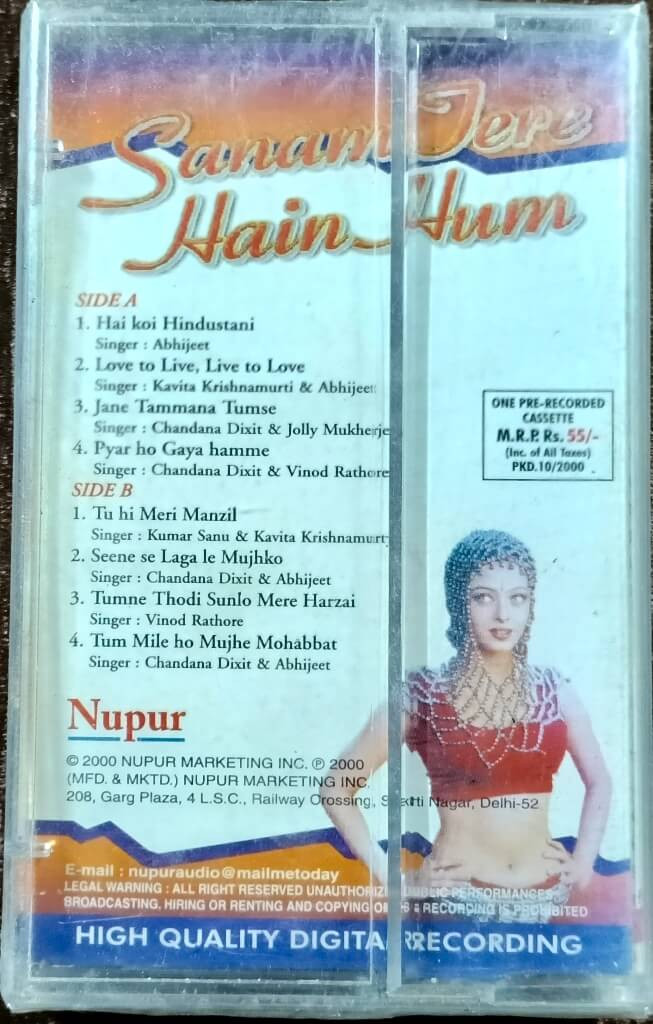 Sanam Tere
Hain Hum
SIDE A
1. Hai koi Hindustani
Singer : Abhijeet
2. Love to Live, Live to Love
Singer : Kavita Krishnamurti & Abhijeet
3. Jane Tammana Tumse
Singer : Chandana Dixit & Jolly Mukherje
4. Pyar ho Gaya hamme
Singer : Chandana Dixit & Vinod Rathore
SIDE B
1. Tu hi Meri Manzil
Singer : Kumar Sanu & Kavita Krishnamurt
2. Seene se Laga le Mujhko
Singer : Chandana Dixit & Abhijeet
3. Tumne Thodi Sunlo Mere Harzai
Singer : Vinod Rathore
4. Tum Mile ho Mujhe Mohabbat
Singer : Chandana Dixit & Abhijeet
ONE PRE-RECORDED
CASSETTE
M.R.P. Rs. 55/-
(Inc. of All Taxes)
PKD.10/2000
Nupur
© 2000 NUPUR MARKETING INC. ℗ 2000
(MFD. & MKTD.) NUPUR MARKETING INC.
208, Garg Plaza, 4 L.S.C., Railway Crossing, Nagar, Delhi-52
E-mail : nupuraudio@mailmetoday
LEGAL WARNING : ALL RIGHT RESERVED UNAUTHORIZ PUBLIC PERFORMANCES
BROADCASTING, HIRING OR RENTING AND COPYING RECORDING IS PROHIBITED
HIGH QUALITY DIGITA RECORDING